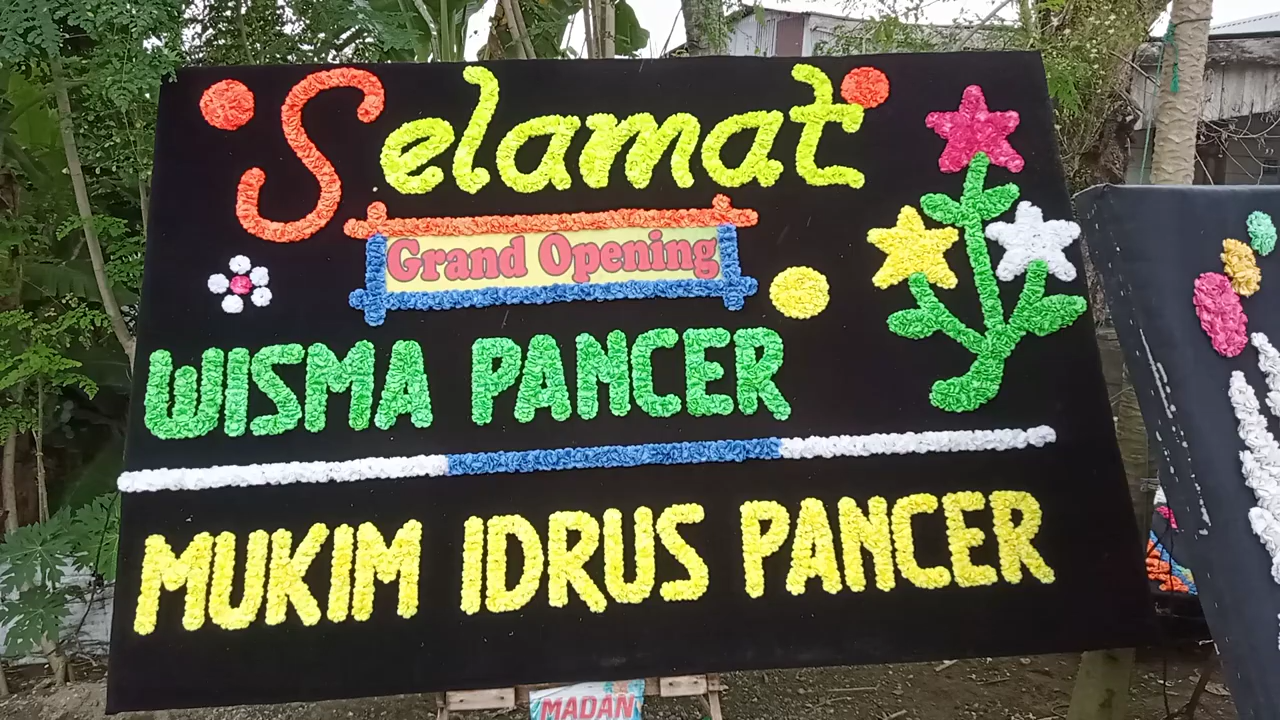 Selamat
Grand Opening
WISMA PANCER
MUKIM IDRUS PANCER
MADAN